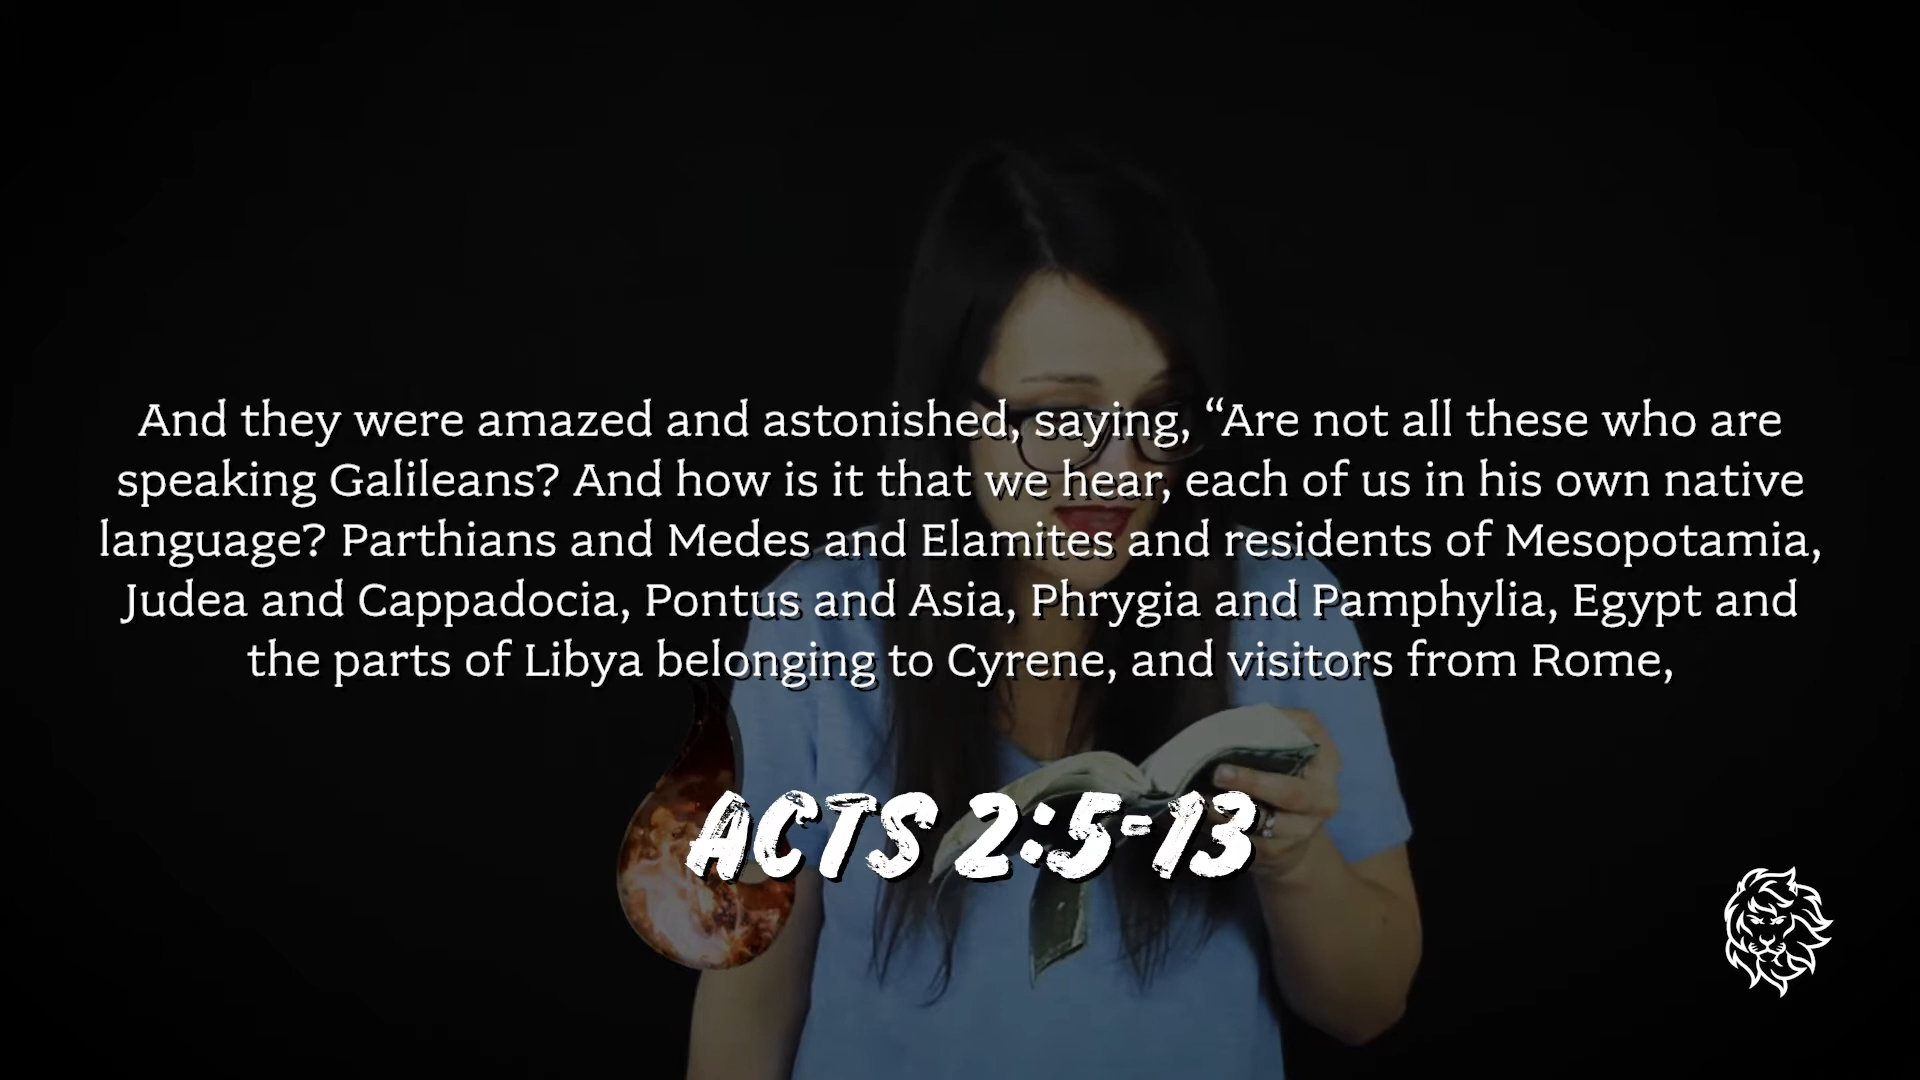 And they were amazed and astonished, saying, “Are not all these who are
speaking Galileans? And how is it that we hear, each of us in his own native
language? Parthians and Medes and Elamites and residents of Mesopotamia,
Judea and Cappadocia, Pontus and Asia, Phrygia and Pamphylia, Egypt and
the parts of Libya belonging to Cyrene, and visitors from Rome,
ACTS 2:5-13